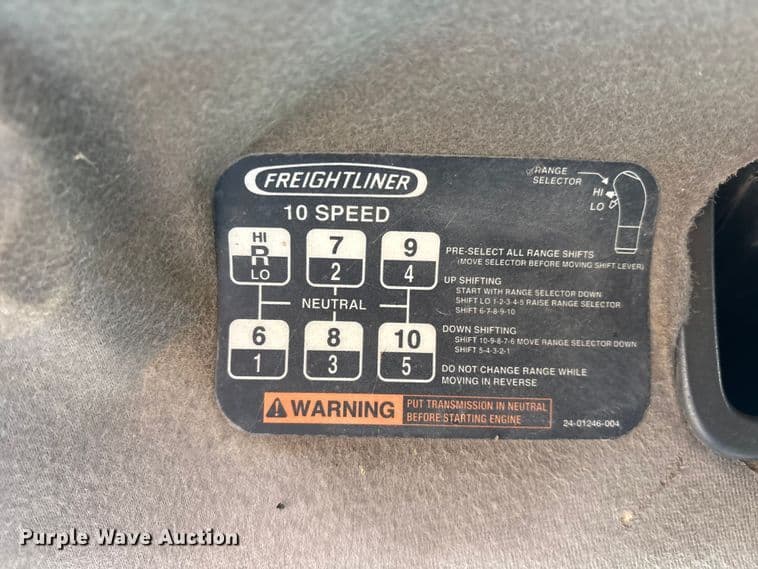 FREIGHTLINER
10 SPEED
RANGE
SELECTOR
HI
LO
HI
R
LO
7
2
9
4
NEUTRAL
6
1
8
3
10
5
PRE-SELECT ALL RANGE SHIFTS
(MOVE SELECTOR BEFORE MOVING SHIFT LEVER)
UP SHIFTING
START WITH RANGE SELECTOR DOWN
SHIFT LO 1-2-3-4-5 RAISE RANGE SELECTOR
SHIFT 6-7-8-9-10
DOWN SHIFTING
SHIFT 10-9-8-7-6 MOVE RANGE SELECTOR DOWN
SHIFT 5-4-3-2-1
DO NOT CHANGE RANGE WHILE
MOVING IN REVERSE
WARNING
PUT TRANSMISSION IN NEUTRAL
BEFORE STARTING ENGINE
24-01246-004
Purple Wave Auction